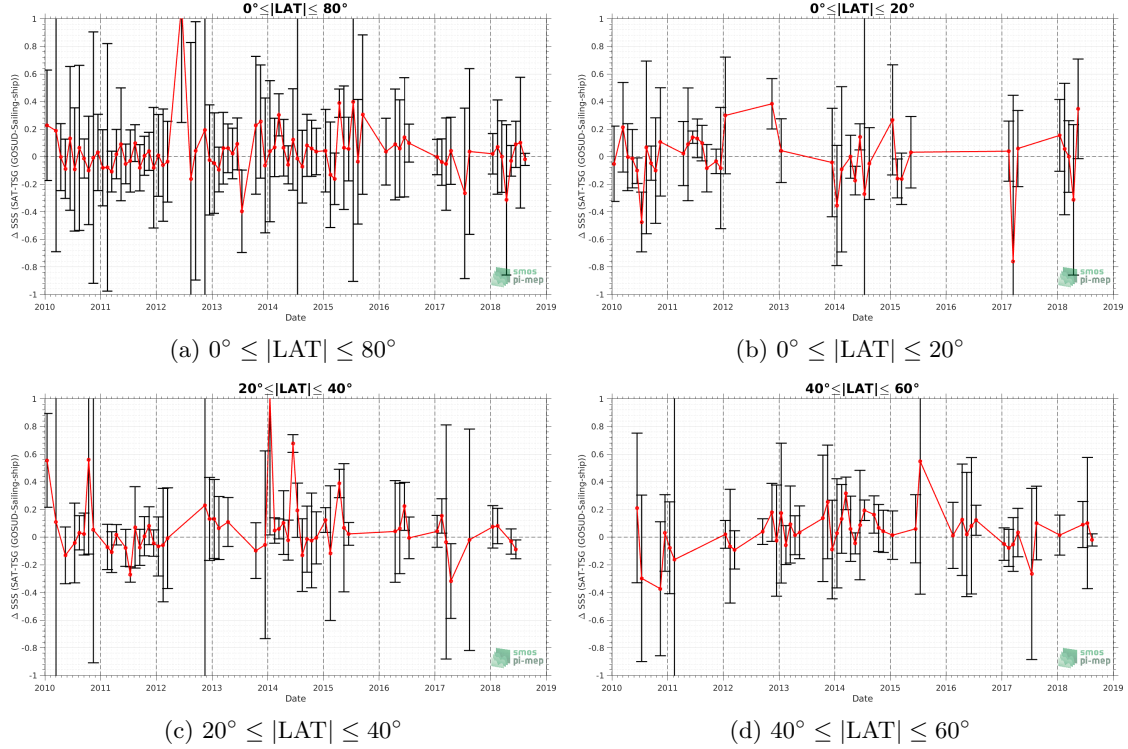 0°≤|LAT|≤ 80°
Δ SSS (SAT-TSG (GOSUD-Sailing-ship))
1
0.8
0.6
0.4
0.2
0
-0.2
-0.4
-0.6
-0.8
-1
2010 2011 2012 2013 2014 2015 2016 2017 2018 2019
Date
smos
pi-mep
(a) 0° ≤ |LAT| ≤ 80°
0°≤|LAT|≤ 20°
Δ SSS (SAT-TSG (GOSUD-Sailing-ship))
1
0.8
0.6
0.4
0.2
0
-0.2
-0.4
-0.6
-0.8
-1
2010 2011 2012 2013 2014 2015 2016 2017 2018 2019
Date
smos
pi-mep
(b) 0° ≤ |LAT| ≤ 20°
20°≤|LAT|≤ 40°
Δ SSS (SAT-TSG (GOSUD-Sailing-ship))
1
0.8
0.6
0.4
0.2
0
-0.2
-0.4
-0.6
-0.8
-1
2010 2011 2012 2013 2014 2015 2016 2017 2018 2019
Date
smos
pi-mep
(c) 20° ≤ |LAT| ≤ 40°
40°≤|LAT|≤ 60°
Δ SSS (SAT-TSG (GOSUD-Sailing-ship))
1
0.8
0.6
0.4
0.2
0
-0.2
-0.4
-0.6
-0.8
-1
2010 2011 2012 2013 2014 2015 2016 2017 2018 2019
Date
smos
pi-mep
(d) 40° ≤ |LAT| ≤ 60°